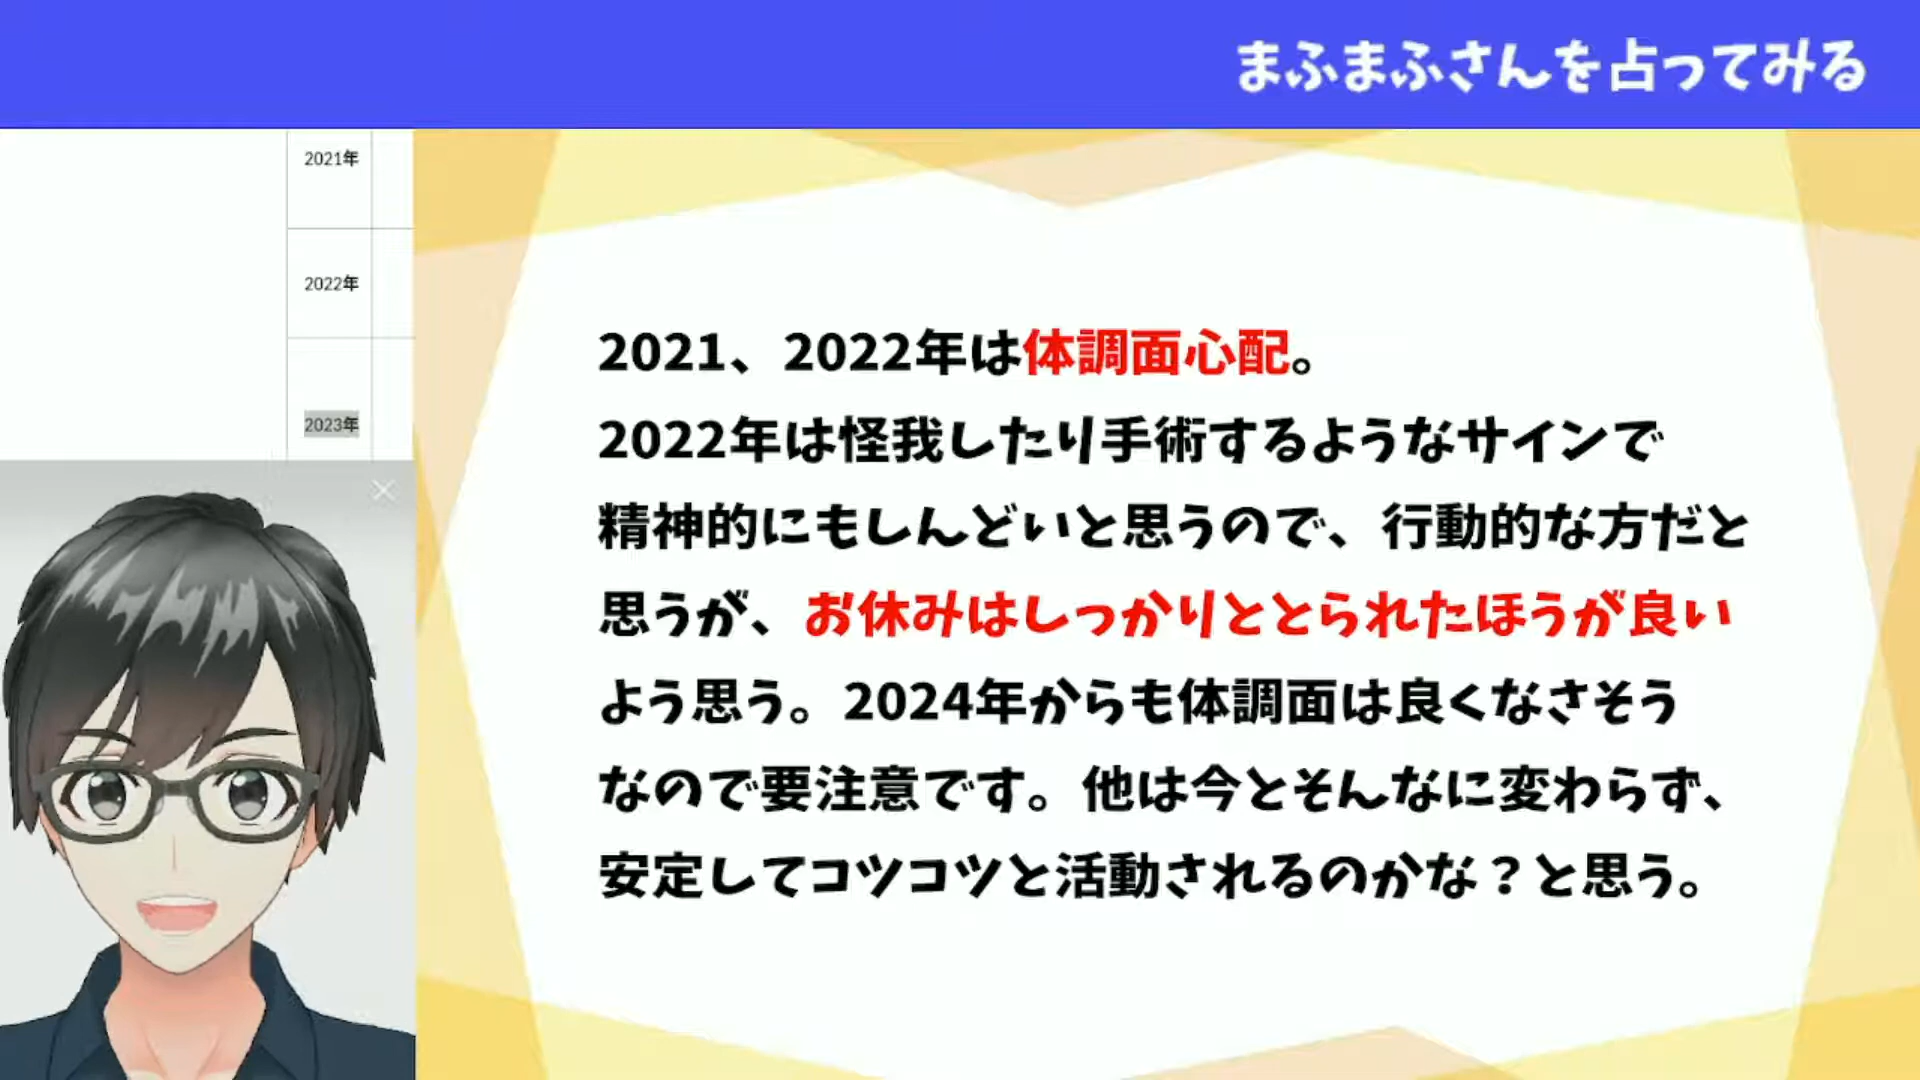 まふまふさんを占ってみる
2021年
2022年
2023年
2021、2022年は体調面心配。
2022年は怪我したり手術するようなサインで
精神的にもしんどいと思うので、行動的な方だと
思うが、お休みはしっかりととられたほうが良い
よう思う。2024年からも体調面は良くなさそう
なので要注意です。他は今とそんなに変わらず、
安定してコツコツと活動されるのかな？と思う。